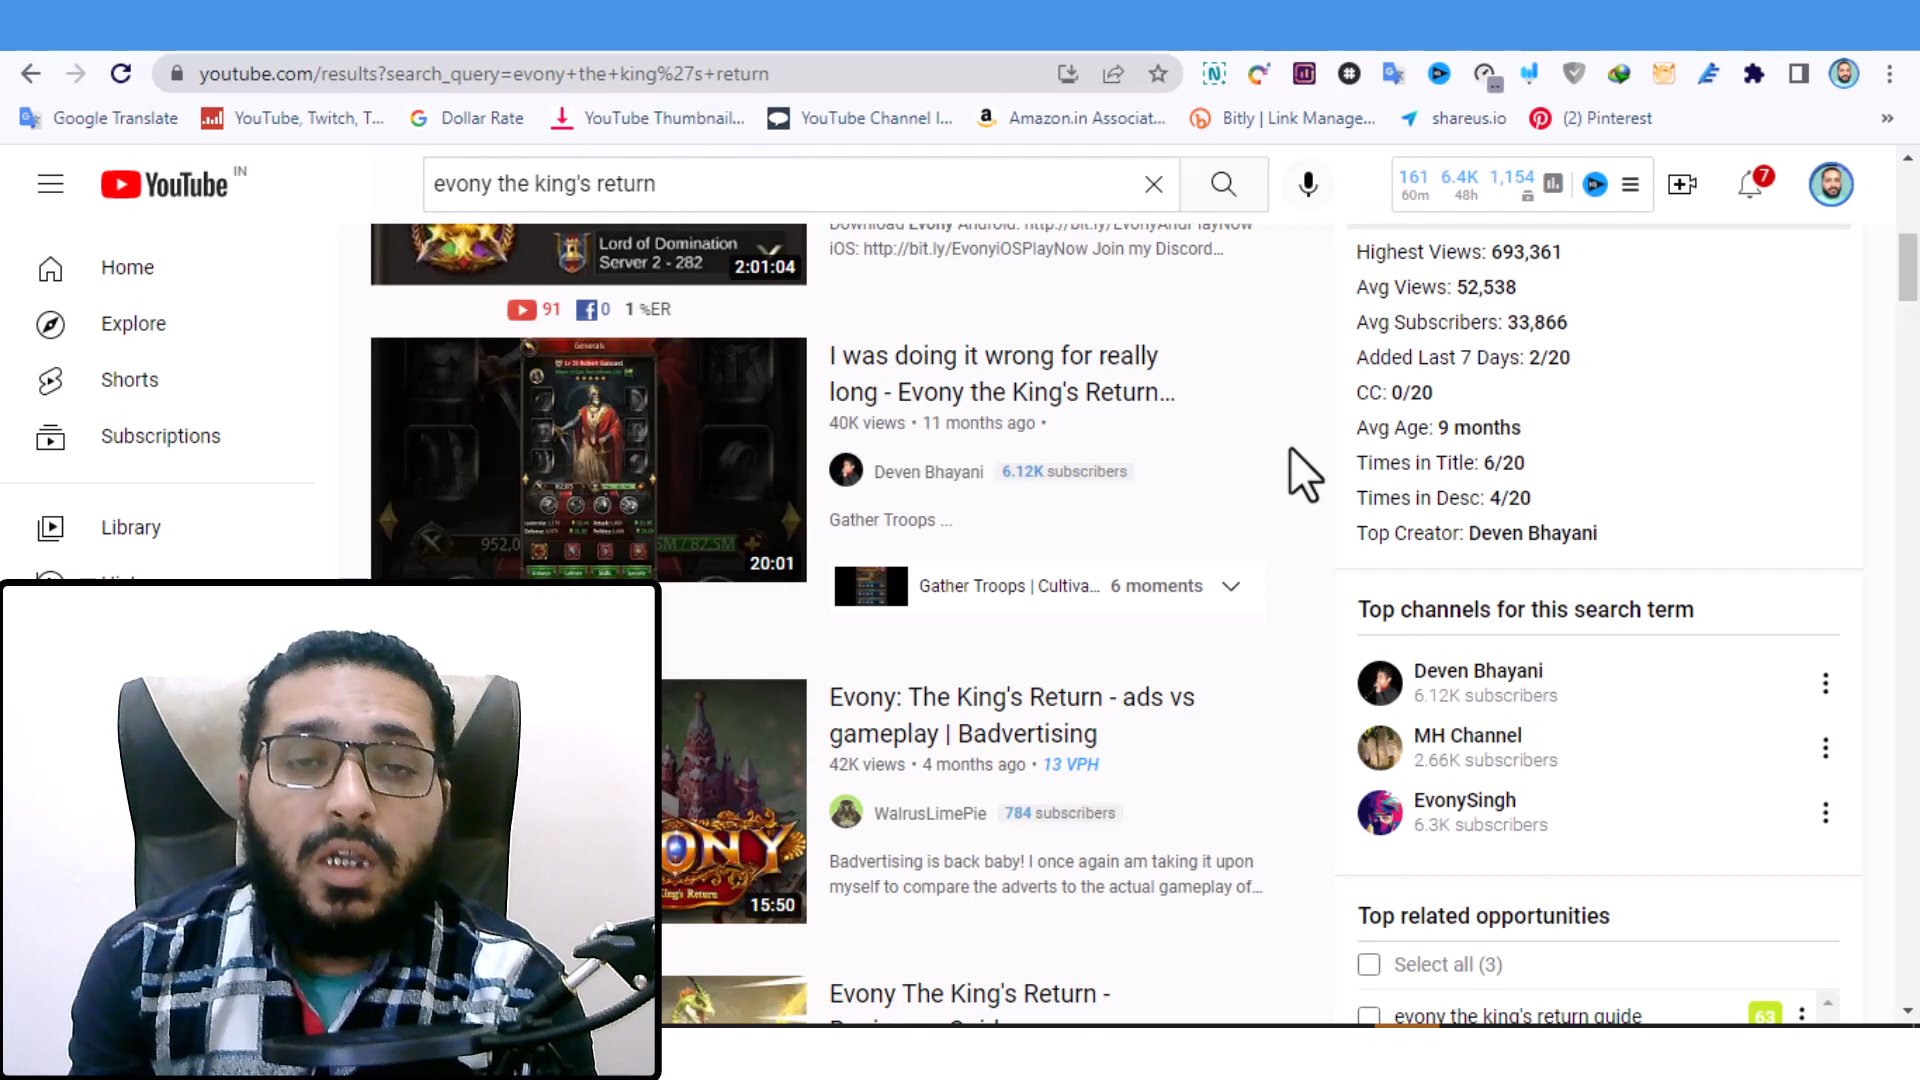 youtube.com/results?search_query=evony+the+king%27s+return
Google Translate
YouTube, Twitch, T...
Dollar Rate
YouTube Thumbnail...
YouTube Channel I...
Amazon.in Associat...
Bitly | Link Manage...
shareus.io
(2) Pinterest
»
YouTube IN
evony the king's return
161 6.4K 1,154
60m 48h
7
Home
Explore
Shorts
Subscriptions
Library
Lord of Domination
Server 2 - 282
2:01:04
91 0 1 %ER
Download Evony Android: http://bit.ly/EvonyAndPlayNow
iOS: http://bit.ly/EvonyiOSPlayNow Join my Discord...
Generals
20:01
I was doing it wrong for really
long - Evony the King's Return...
40K views • 11 months ago •
Deven Bhayani 6.12K subscribers
Gather Troops ...
Gather Troops | Cultiva... 6 moments
King's Return
15:50
Evony: The King's Return - ads vs
gameplay | Badvertising
42K views • 4 months ago • 13 VPH
WalrusLimePie 784 subscribers
Badvertising is back baby! I once again am taking it upon
myself to compare the adverts to the actual gameplay of...
Evony The King's Return -
Highest Views: 693,361
Avg Views: 52,538
Avg Subscribers: 33,866
Added Last 7 Days: 2/20
CC: 0/20
Avg Age: 9 months
Times in Title: 6/20
Times in Desc: 4/20
Top Creator: Deven Bhayani
Top channels for this search term
Deven Bhayani
6.12K subscribers
MH Channel
2.66K subscribers
EvonySingh
6.3K subscribers
Top related opportunities
Select all (3)
evony the king's return guide 63